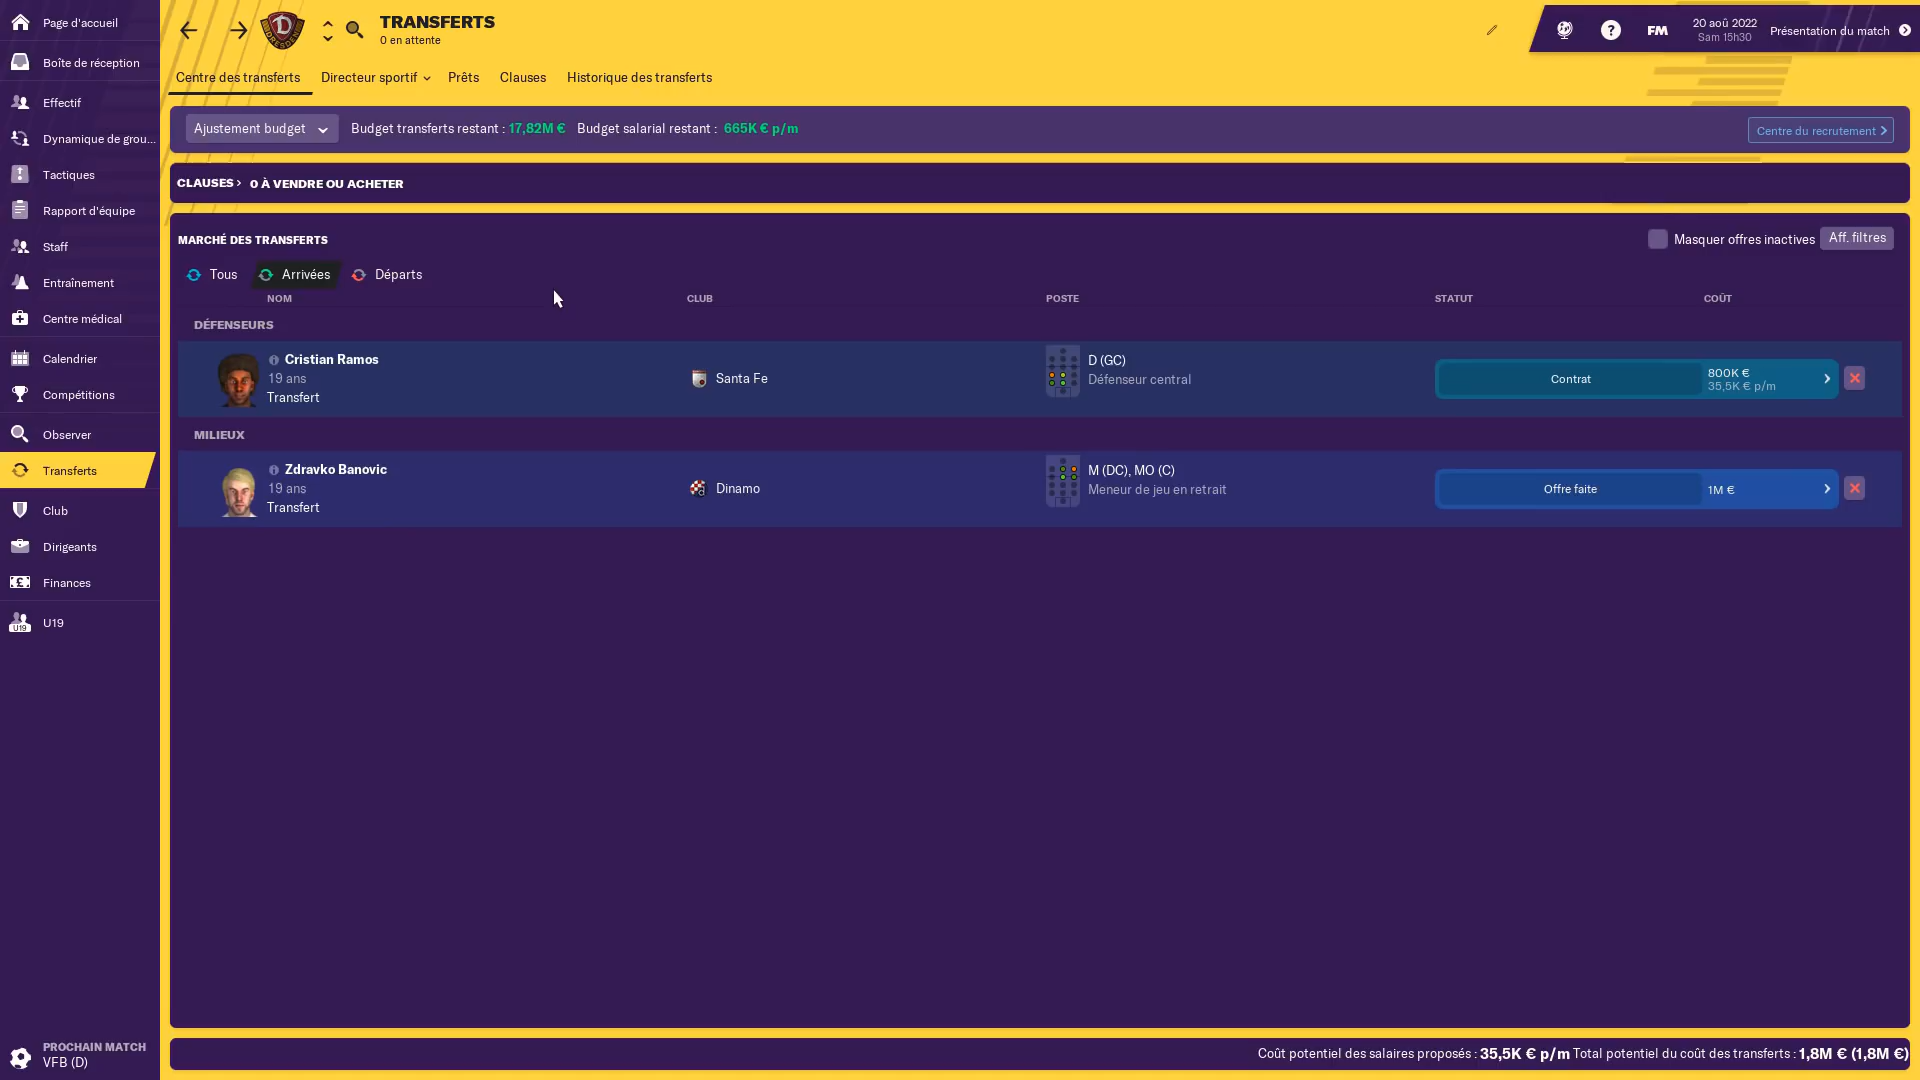 Page d'accueil
Boîte de réception
Effectif
Dynamique de grou...
Tactiques
Rapport d'équipe
Staff
Entraînement
Centre médical
Calendrier
Compétitions
Observer
Transferts
Club
Dirigeants
Finances
U19
U19
PROCHAIN MATCH
VFB (D)
D
DRESDEN
TRANSFERTS
0 en attente
?
FM
20 aoû 2022
Sam 15h30
Présentation du match
Centre des transferts
Directeur sportif
Prêts
Clauses
Historique des transferts
Ajustement budget
Budget transferts restant : 17,82M €
Budget salarial restant : 665K € p/m
Centre du recrutement
CLAUSES > 0 À VENDRE OU ACHETER
MARCHÉ DES TRANSFERTS
Masquer offres inactives
Aff. filtres
Tous
Arrivées
Départs
NOM
CLUB
POSTE
STATUT
COÛT
DÉFENSEURS
Cristian Ramos
19 ans
Transfert
Santa Fe
D (GC)
Défenseur central
Contrat
800K €
35,5K € p/m
MILIEUX
Zdravko Banovic
19 ans
Transfert
Dinamo
M (DC), MO (C)
Meneur de jeu en retrait
Offre faite
1M €
Coût potentiel des salaires proposés : 35,5K € p/m Total potentiel du coût des transferts : 1,8M € (1,8M €)